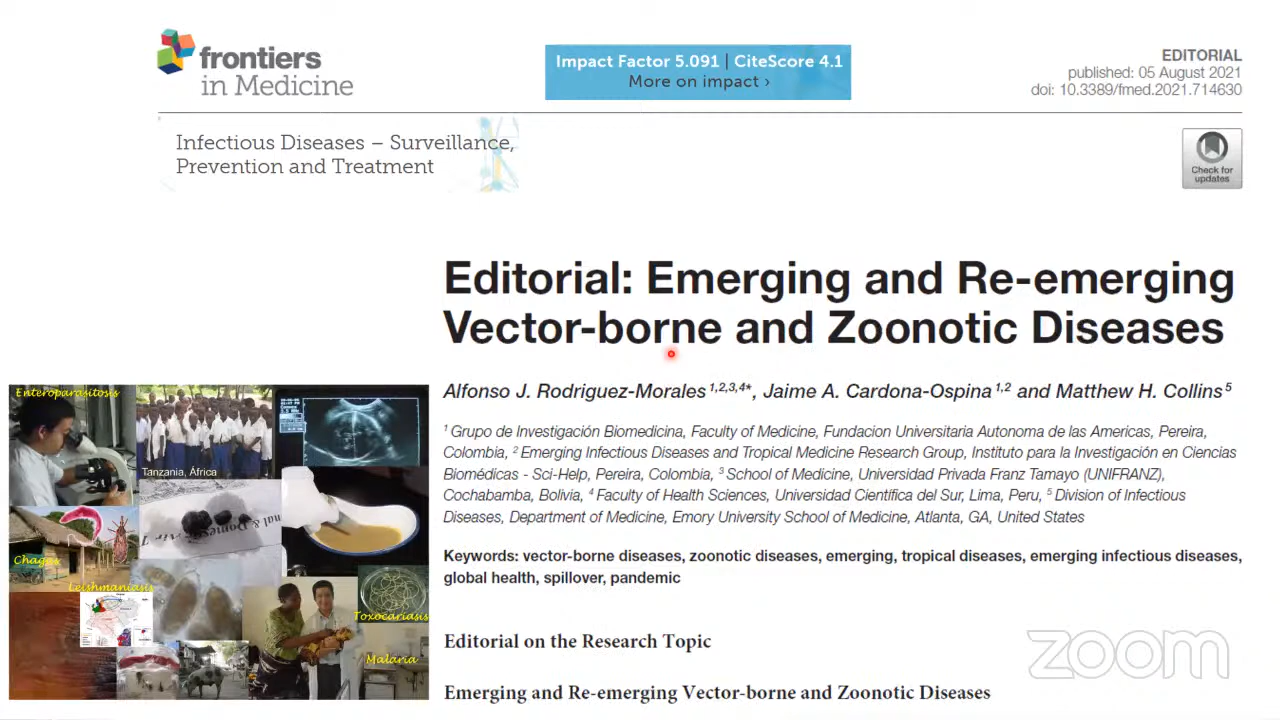 frontiers
in Medicine
Impact Factor 5.091 | CiteScore 4.1
More on impact ›
EDITORIAL
published: 05 August 2021
doi: 10.3389/fmed.2021.714630
Infectious Diseases – Surveillance,
Prevention and Treatment
Check for
updates
Editorial: Emerging and Re-emerging
Vector-borne and Zoonotic Diseases
Alfonso J. Rodriguez-Morales 1,2,3,4*, Jaime A. Cardona-Ospina 1,2 and Matthew H. Collins 5
1 Grupo de Investigación Biomedicina, Faculty of Medicine, Fundacion Universitaria Autonoma de las Americas, Pereira,
Colombia, 2 Emerging Infectious Diseases and Tropical Medicine Research Group, Instituto para la Investigación en Ciencias
Biomédicas - Sci-Help, Pereira, Colombia, 3 School of Medicine, Universidad Privada Franz Tamayo (UNIFRANZ),
Cochabamba, Bolivia, 4 Faculty of Health Sciences, Universidad Científica del Sur, Lima, Peru, 5 Division of Infectious
Diseases, Department of Medicine, Emory University School of Medicine, Atlanta, GA, United States
Keywords: vector-borne diseases, zoonotic diseases, emerging, tropical diseases, emerging infectious diseases,
global health, spillover, pandemic
Editorial on the Research Topic
Emerging and Re-emerging Vector-borne and Zoonotic Diseases
Enteroparasitosis
Tanzania, África
Chagas
Leishmaniasis
Toxocariasis
Malaria
zoom